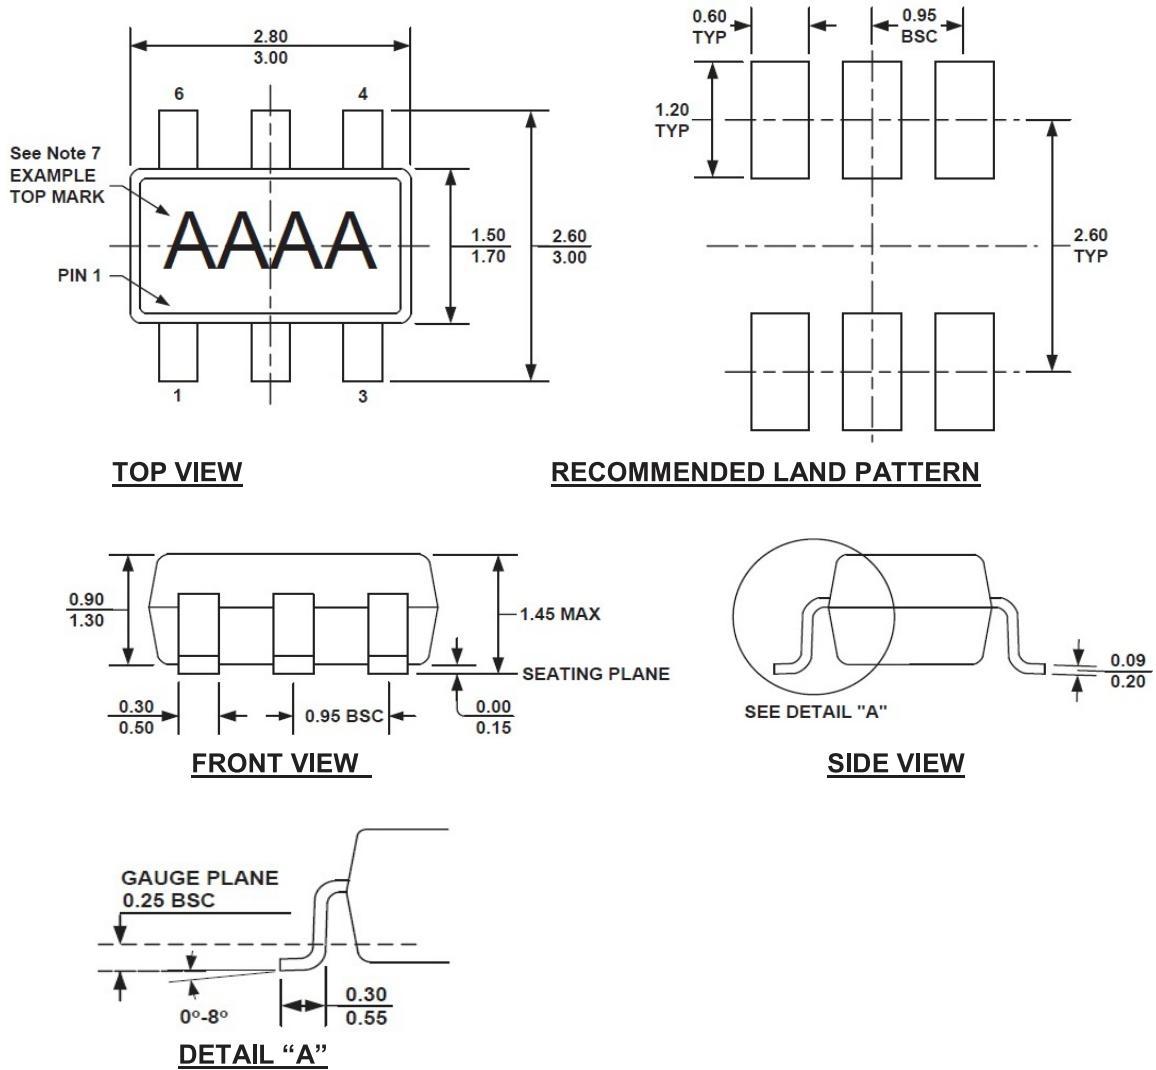 2.80
3.00
6
4
See Note 7
EXAMPLE
TOP MARK
AAAA
PIN 1
1.50
1.70
2.60
3.00
1
3
TOP VIEW
0.60
TYP
0.95
BSC
1.20
TYP
2.60
TYP
RECOMMENDED LAND PATTERN
0.90
1.30
1.45 MAX
SEATING PLANE
0.30
0.50
0.95 BSC
0.00
0.15
FRONT VIEW
0.09
0.20
SEE DETAIL "A"
SIDE VIEW
GAUGE PLANE
0.25 BSC
0°-8°
0.30
0.55
DETAIL “A”